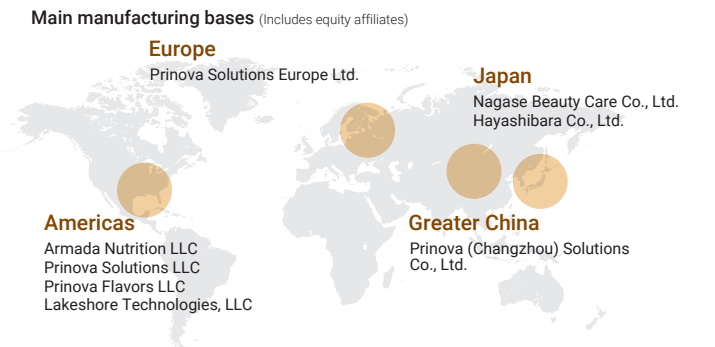 Main manufacturing bases (Includes equity affiliates)
Europe
Prinova Solutions Europe Ltd.
Japan
Nagase Beauty Care Co., Ltd.
Hayashibara Co., Ltd.
Americas
Armada Nutrition LLC
Prinova Solutions LLC
Prinova Flavors LLC
Lakeshore Technologies, LLC
Greater China
Prinova (Changzhou) Solutions
Co., Ltd.